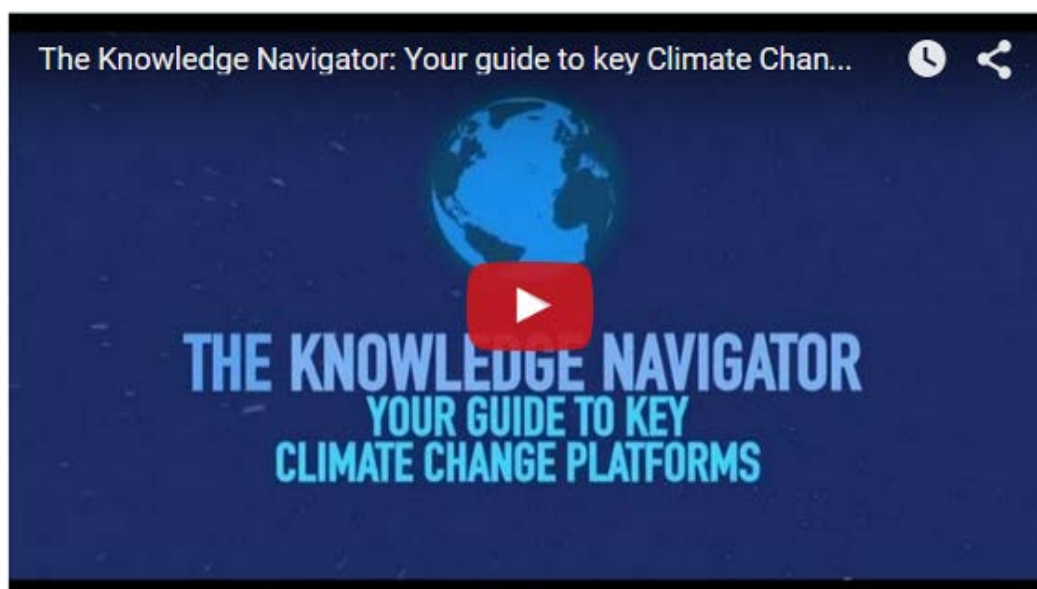 The Knowledge Navigator: Your guide to key Climate Chan...
THE KNOWLEDGE NAVIGATOR
YOUR GUIDE TO KEY
CLIMATE CHANGE PLATFORMS